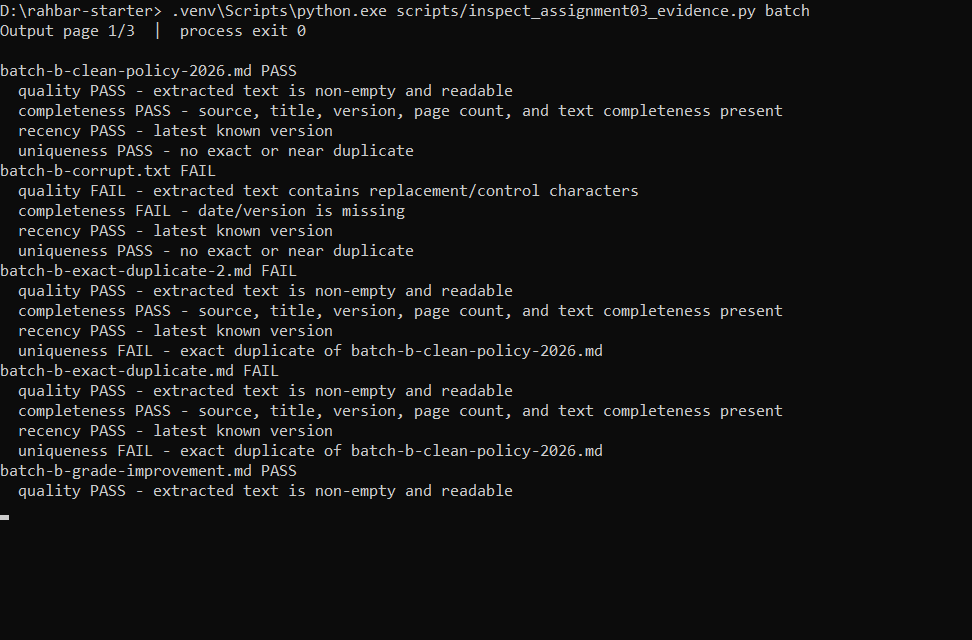 D:\rahbar-starter> .venv\Scripts\python.exe scripts/inspect_assignment03_evidence.py batch
Output page 1/3  |  process exit 0

batch-b-clean-policy-2026.md PASS
  quality PASS - extracted text is non-empty and readable
  completeness PASS - source, title, version, page count, and text completeness present
  recency PASS - latest known version
  uniqueness PASS - no exact or near duplicate
batch-b-corrupt.txt FAIL
  quality FAIL - extracted text contains replacement/control characters
  completeness FAIL - date/version is missing
  recency PASS - latest known version
  uniqueness PASS - no exact or near duplicate
batch-b-exact-duplicate-2.md FAIL
  quality PASS - extracted text is non-empty and readable
  completeness PASS - source, title, version, page count, and text completeness present
  recency PASS - latest known version
  uniqueness FAIL - exact duplicate of batch-b-clean-policy-2026.md
batch-b-exact-duplicate.md FAIL
  quality PASS - extracted text is non-empty and readable
  completeness PASS - source, title, version, page count, and text completeness present
  recency PASS - latest known version
  uniqueness FAIL - exact duplicate of batch-b-clean-policy-2026.md
batch-b-grade-improvement.md PASS
  quality PASS - extracted text is non-empty and readable